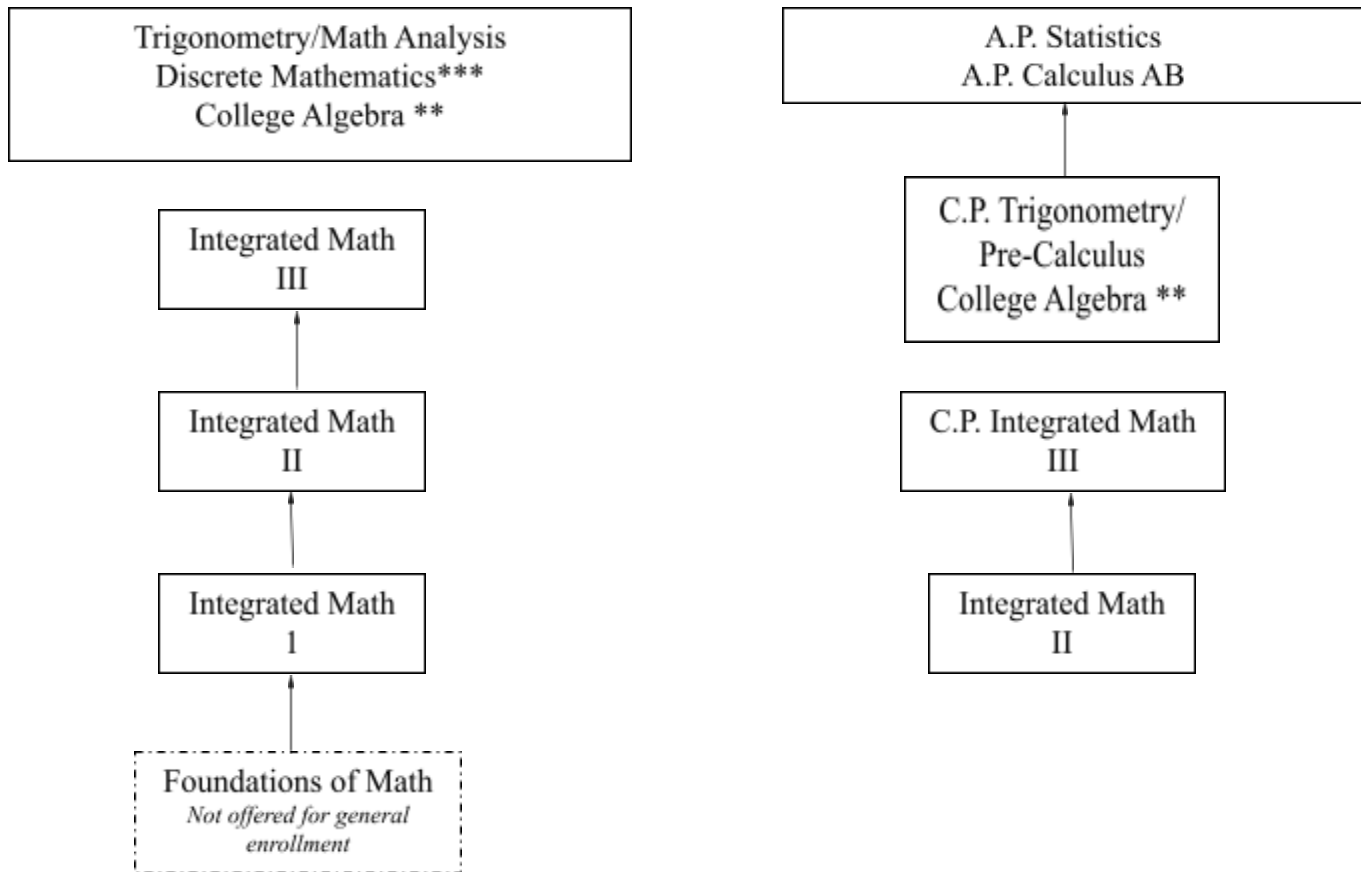 Trigonometry/Math Analysis
Discrete Mathematics***
College Algebra **
Integrated Math
III
Integrated Math
II
Integrated Math
1
Foundations of Math
Not offered for general
enrollment
A.P. Statistics
A.P. Calculus AB
C.P. Trigonometry/
Pre-Calculus
College Algebra **
C.P. Integrated Math
III
Integrated Math
II